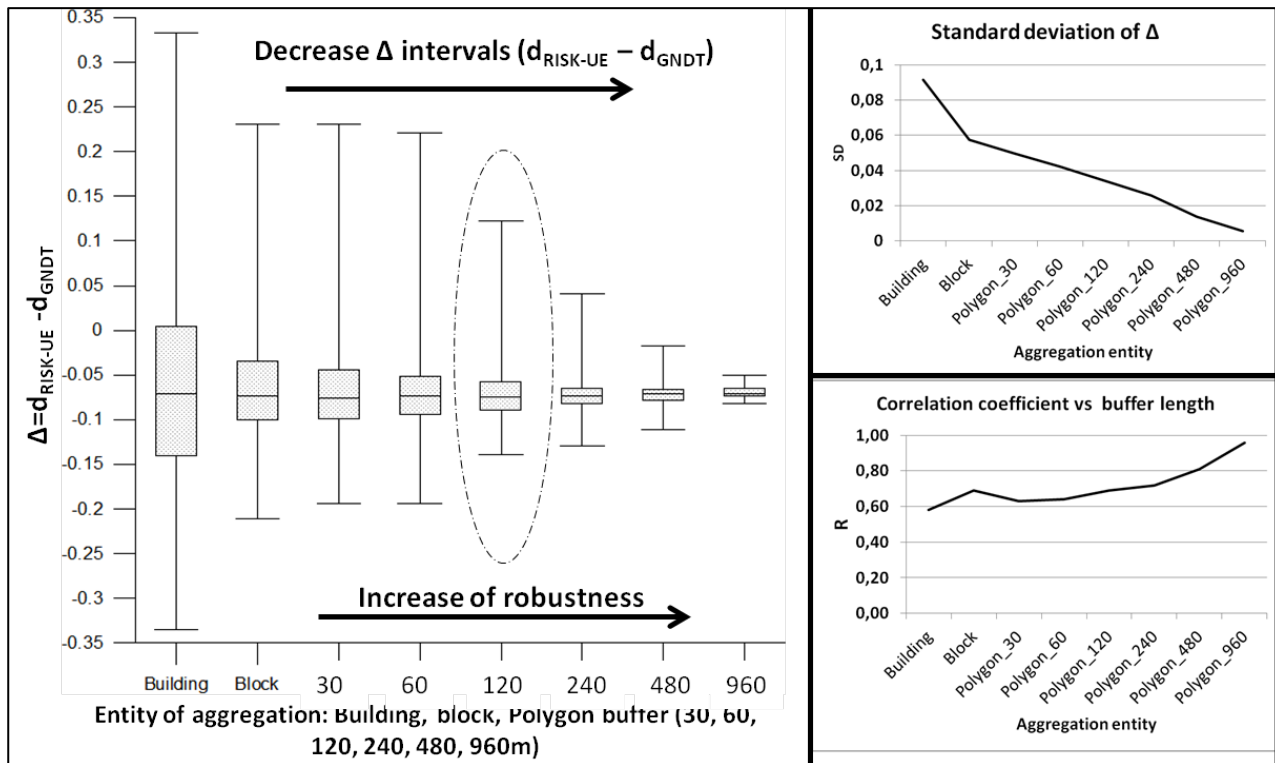 0.35
0.3
0.25
0.2
0.15
0.1
0.05
0
-0.05
-0.1
-0.15
-0.2
-0.25
-0.3
-0.35
Δ=dRISK-UE -dGNDT
Decrease Δ intervals (dRISK-UE – dGNDT)
Increase of robustness
Building Block 30 60 120 240 480 960
Entity of aggregation: Building, block, Polygon buffer (30, 60,
120, 240, 480, 960m)
Standard deviation of Δ
0,1
0,08
0,06
0,04
0,02
0
SD
Building
Block
Polygon_30
Polygon_60
Polygon_120
Polygon_240
Polygon_480
Polygon_960
Aggregation entity
Correlation coefficient vs buffer length
1,00
0,80
0,60
0,40
0,20
0,00
R
Building
Block
Polygon_30
Polygon_60
Polygon_120
Polygon_240
Polygon_480
Polygon_960
Aggregation entity